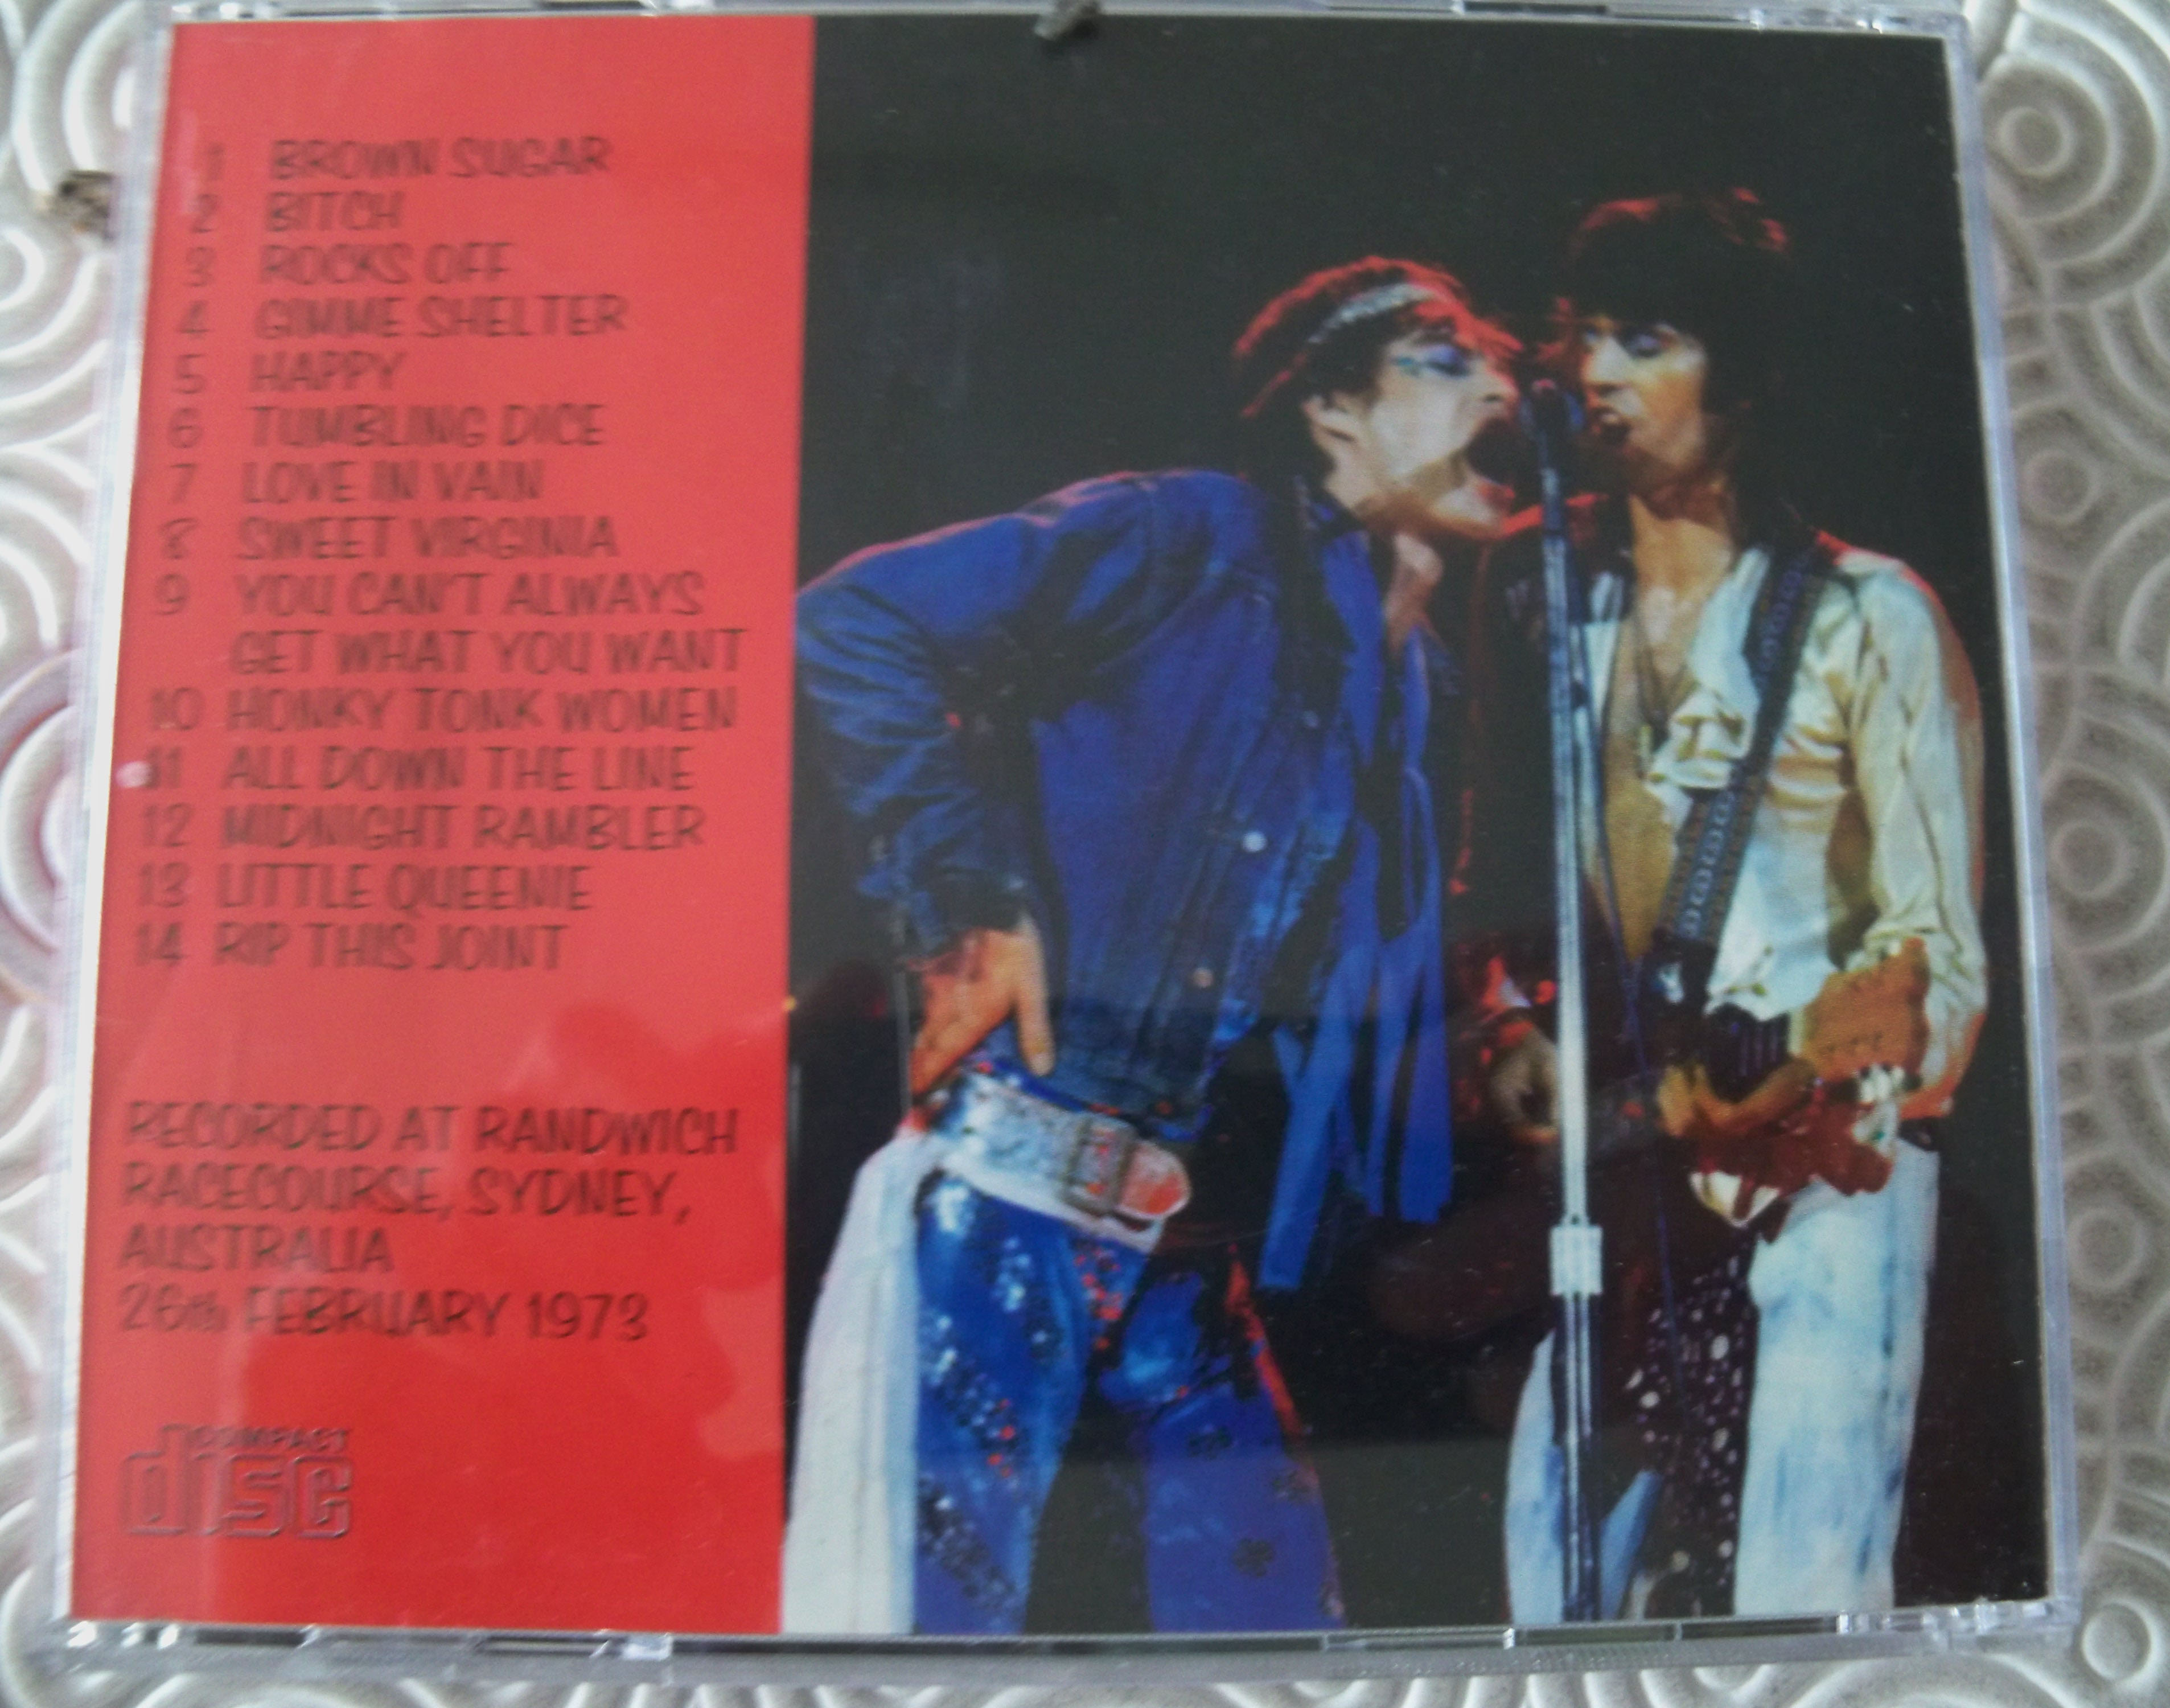 1 BROWN SUGAR
2 BITCH
3 ROCKS OFF
4 GIMME SHELTER
5 HAPPY
6 TUMBLING DICE
7 LOVE IN VAIN
8 SWEET VIRGINIA
9 YOU CAN'T ALWAYS
GET WHAT YOU WANT
10 HONKY TONK WOMEN
11 ALL DOWN THE LINE
12 MIDNIGHT RAMBLER
13 LITTLE QUEENIE
14 RIP THIS JOINT
RECORDED AT RANDWICH
RACECOURSE, SYDNEY,
AUSTRALIA
26th FEBRUARY 1973
COMPACT
disc